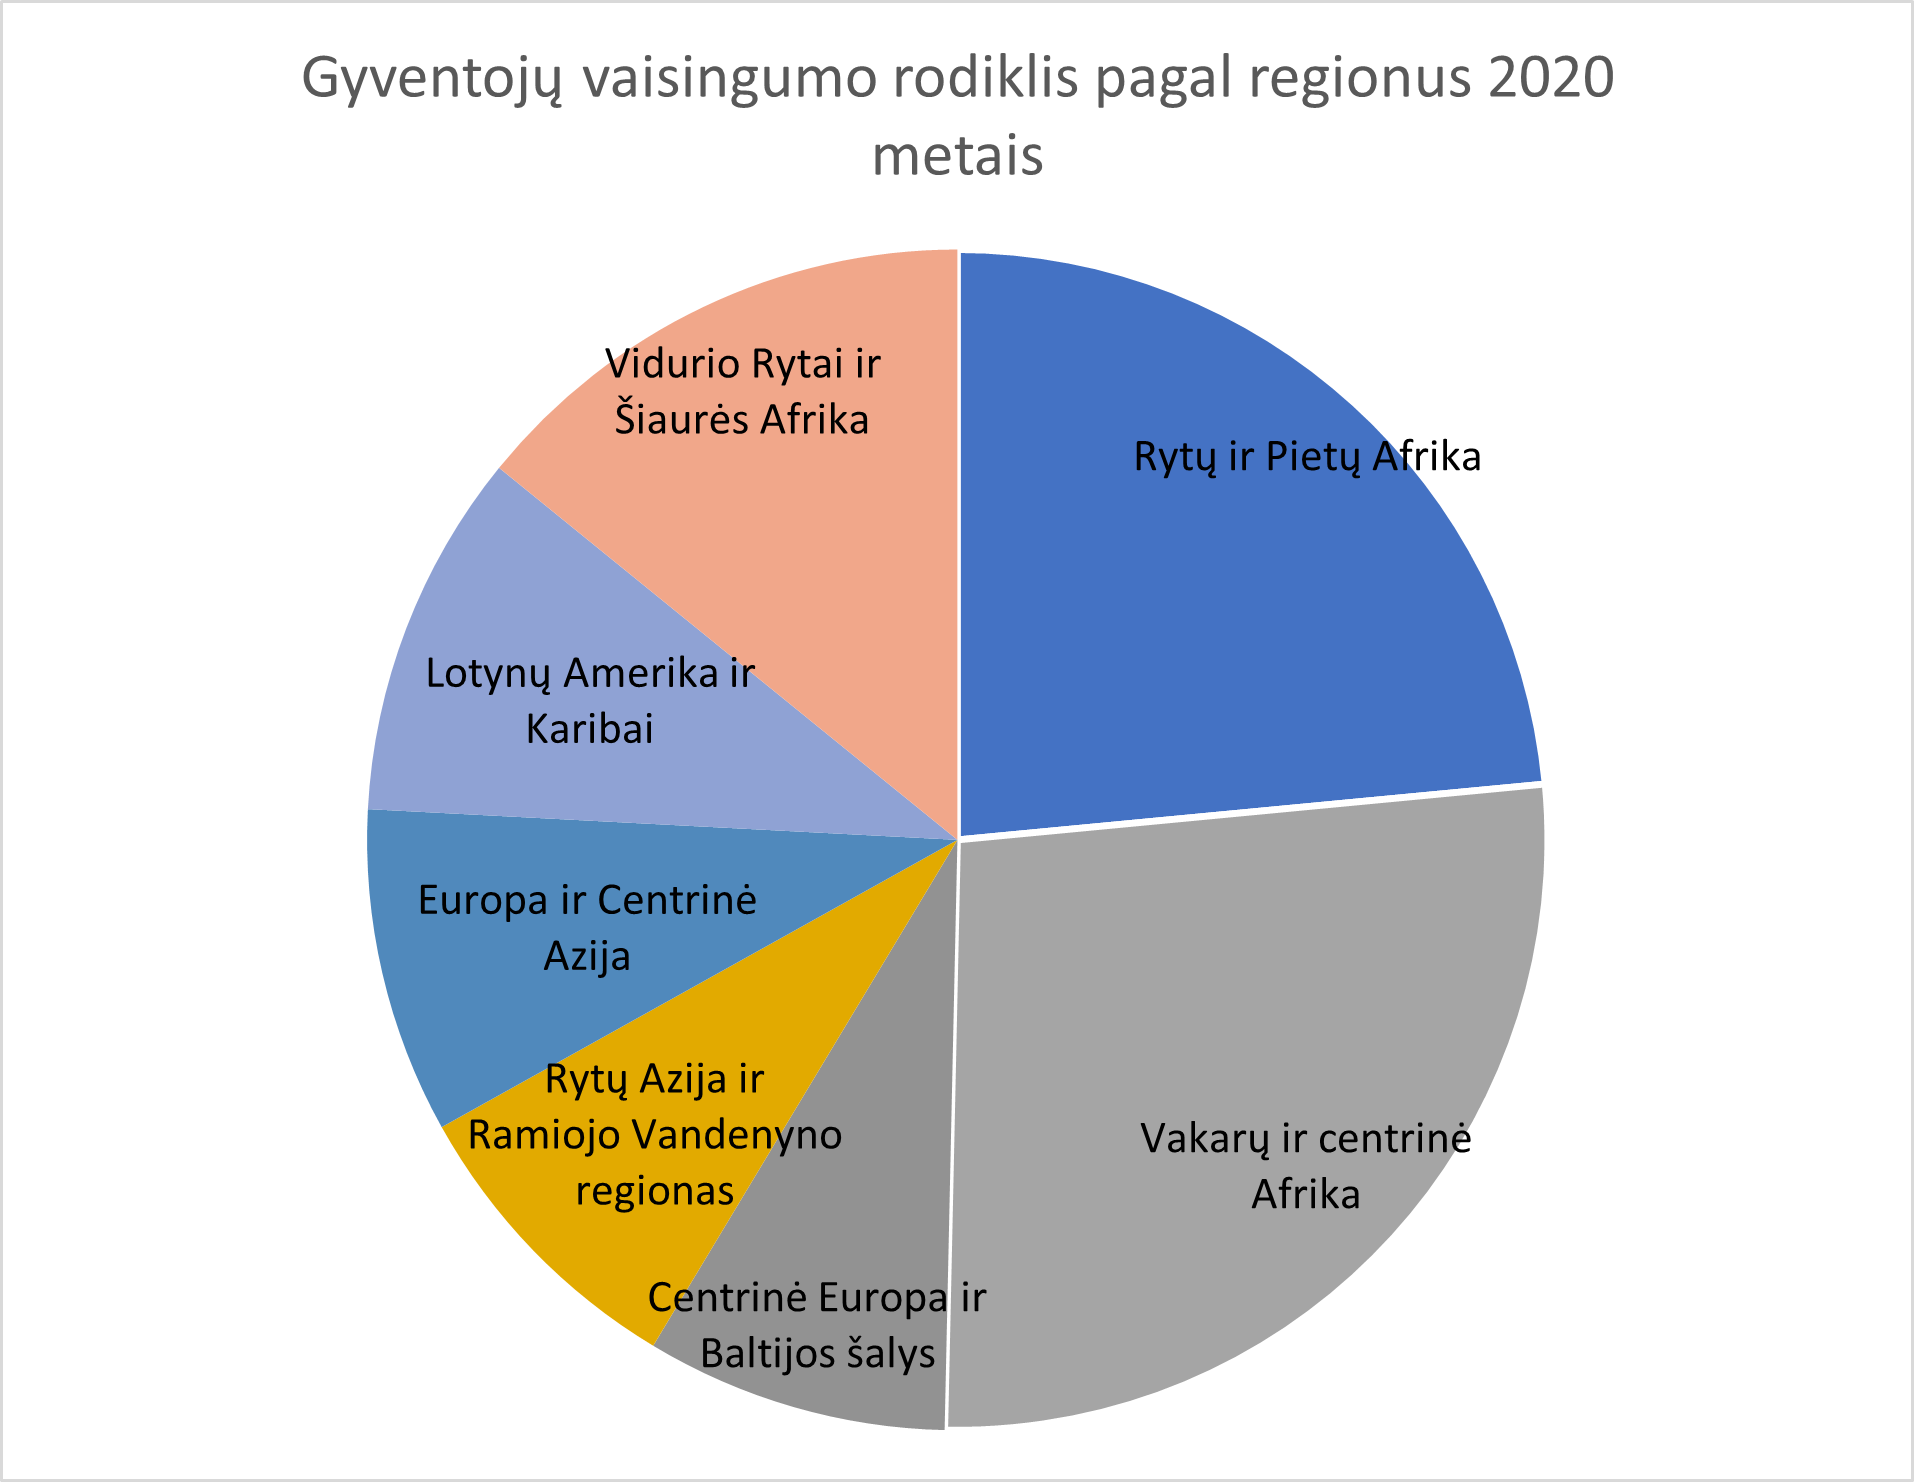 Gyventojų vaisingumo rodiklis pagal regionus 2020
metais
Vidurio Rytai ir
Šiaurės Afrika
Rytų ir Pietų Afrika
Lotynų Amerika ir
Karibai
Europa ir Centrinė
Azija
Rytų Azija ir
Ramiojo Vandenyno
regionas
Vakarų ir centrinė
Afrika
Centrinė Europa ir
Baltijos šalys